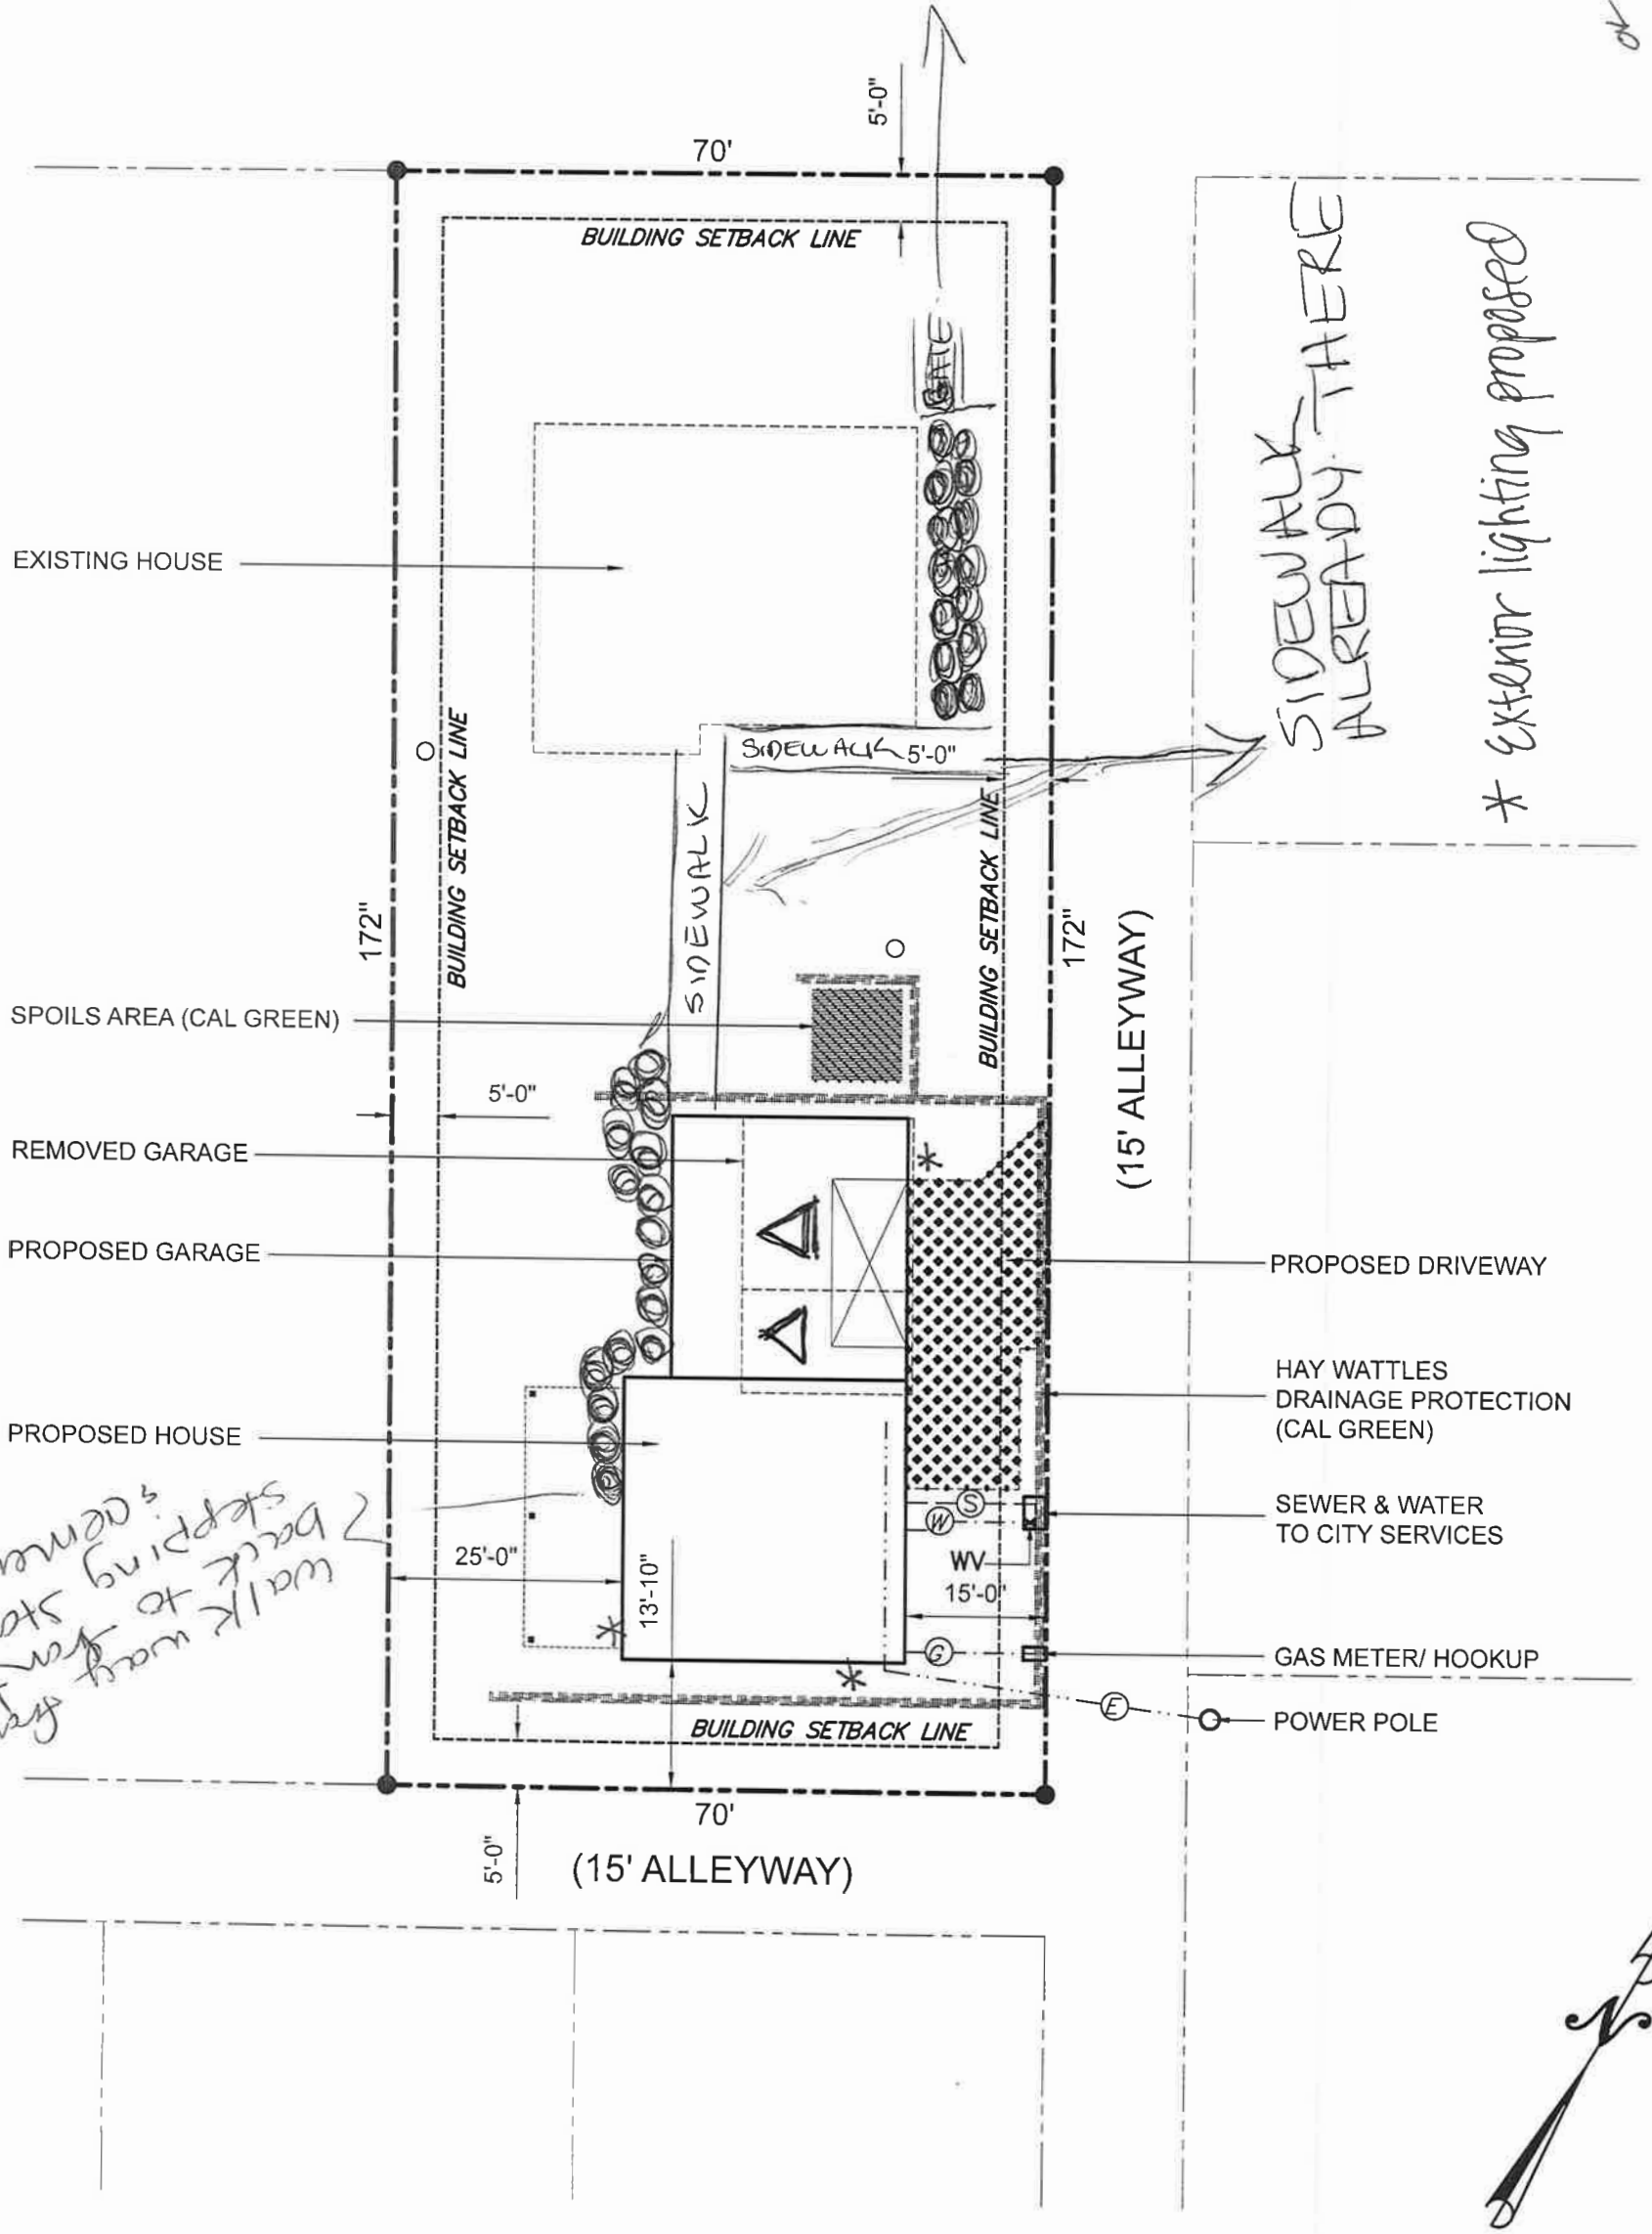 or
5'-0"
70'
BUILDING SETBACK LINE
GATE
SIDEWALK
ALREADY THERE
* Exterior lighting proposed
EXISTING HOUSE
BUILDING SETBACK LINE
SIDEWALK
5'-0"
SIDEWALK
BUILDING SETBACK LINE
172"
172"
(15' ALLEYWAY)
SPOILS AREA (CAL GREEN)
5'-0"
REMOVED GARAGE
*
PROPOSED GARAGE
PROPOSED DRIVEWAY
HAY WATTLES
DRAINAGE PROTECTION
(CAL GREEN)
PROPOSED HOUSE
S
W
SEWER & WATER
TO CITY SERVICES
WV
25'-0"
13'-10"
15'-0"
walk way
back to
stepping
*
G
GAS METER/ HOOKUP
*
E
POWER POLE
BUILDING SETBACK LINE
70'
5'-0"
(15' ALLEYWAY)
N